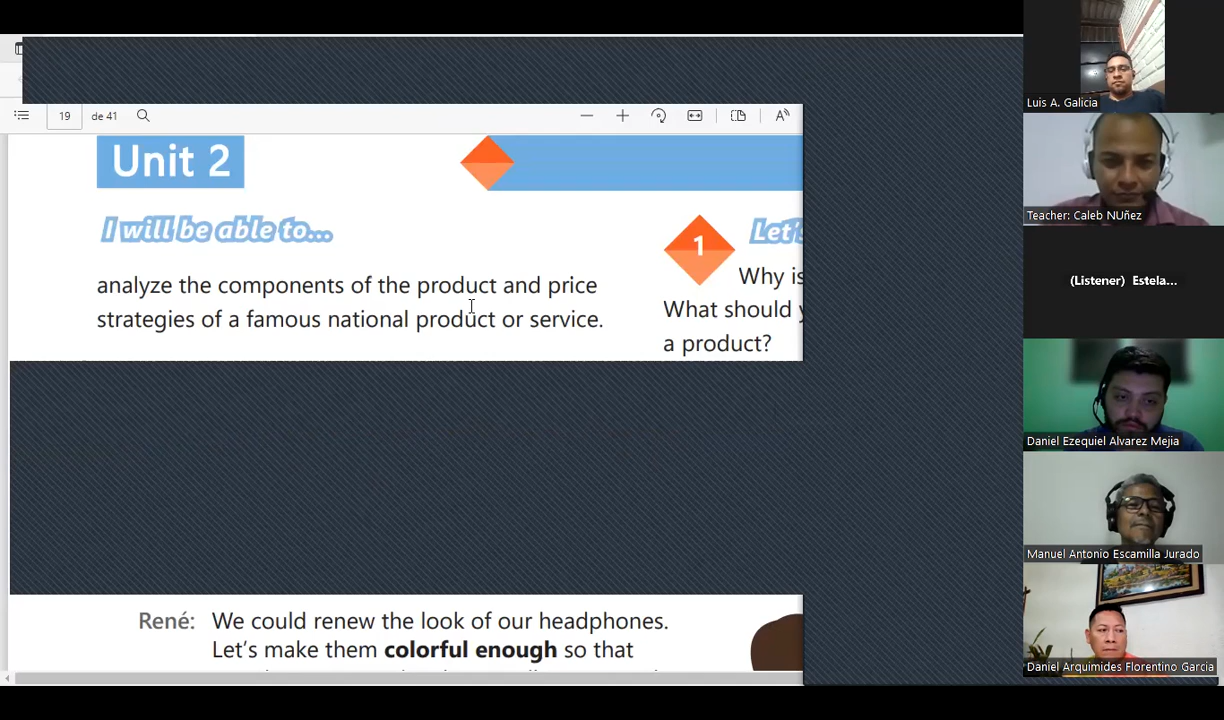 19 de 41
Unit 2
I will be able to...
analyze the components of the product and price
strategies of a famous national product or service.
1
Let's
Why is
What should
a product?
René: We could renew the look of our headphones.
Let's make them colorful enough so that
Luis A. Galicia
Teacher: Caleb NUñez
(Listener) Estela...
Daniel Ezequiel Alvarez Mejia
Manuel Antonio Escamilla Jurado
Daniel Arquimides Florentino Garcia